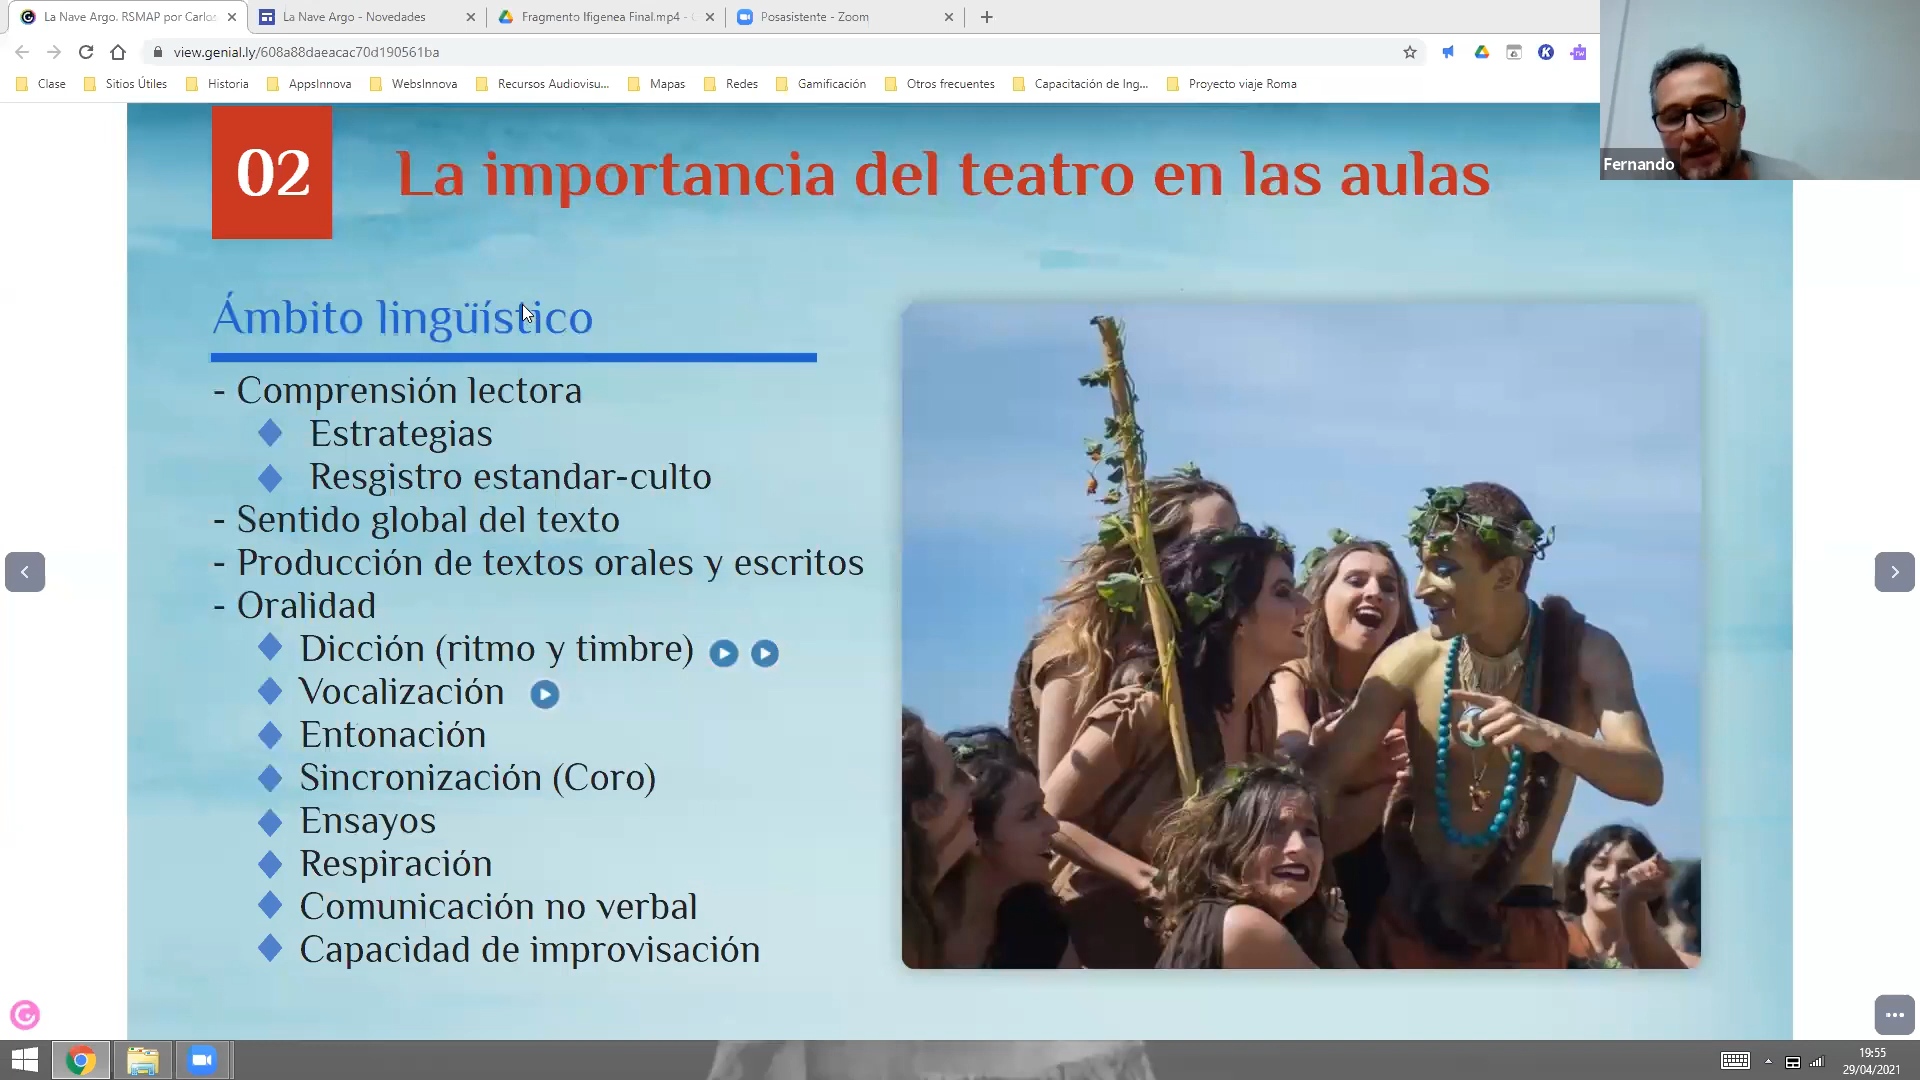 La Nave Argo. RSMAP por Carlos
La Nave Argo - Novedades
Fragmento Ifigenea Final.mp4 -
Posasistente - Zoom
view.genial.ly/608a88daeacac70d190561ba
Clase
Sitios Útiles
Historia
AppsInnova
WebsInnova
Recursos Audiovisu...
Mapas
Redes
Gamificación
Otros frecuentes
Capacitación de Ing...
Proyecto viaje Roma
Fernando
02
La importancia del teatro en las aulas
Ámbito lingüístico
- Comprensión lectora
Estrategias
Resgistro estandar-culto
- Sentido global del texto
- Producción de textos orales y escritos
- Oralidad
Dicción (ritmo y timbre)
Vocalización
Entonación
Sincronización (Coro)
Ensayos
Respiración
Comunicación no verbal
Capacidad de improvisación
19:55
29/04/2021